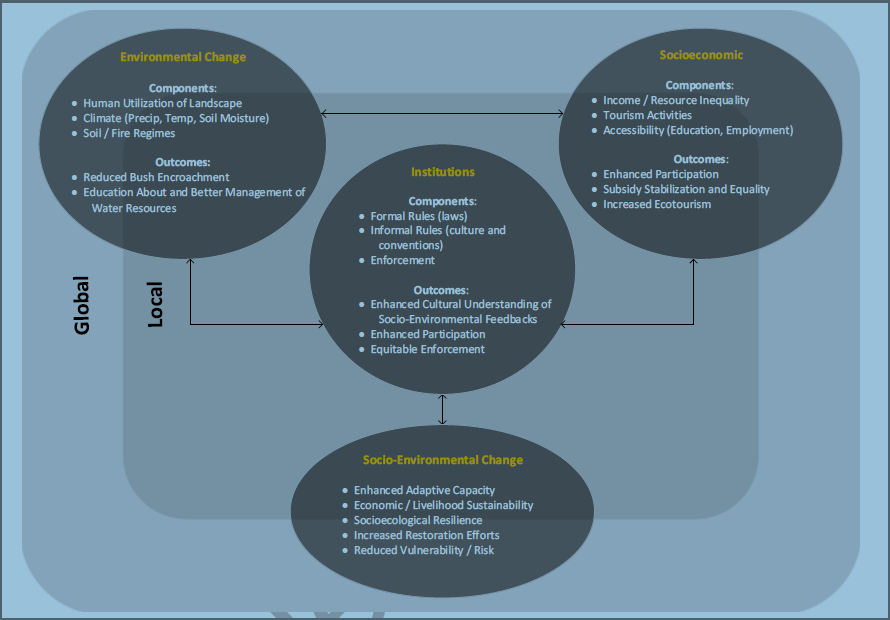 Environmental Change
Components:
● Human Utilization of Landscape
● Climate (Precip, Temp, Soil Moisture)
● Soil / Fire Regimes
Outcomes:
● Reduced Bush Encroachment
● Education About and Better Management of
Water Resources
Socioeconomic
Components:
● Income / Resource Inequality
● Tourism Activities
● Accessibility (Education, Employment)
Outcomes:
● Enhanced Participation
● Subsidy Stabilization and Equality
● Increased Ecotourism
Institutions
Components:
● Formal Rules (laws)
● Informal Rules (culture and
conventions)
● Enforcement
Outcomes:
● Enhanced Cultural Understanding of
Socio-Environmental Feedbacks
● Enhanced Participation
● Equitable Enforcement
Global
Local
Socio-Environmental Change
● Enhanced Adaptive Capacity
● Economic / Livelihood Sustainability
● Socioecological Resilience
● Increased Restoration Efforts
● Reduced Vulnerability / Risk